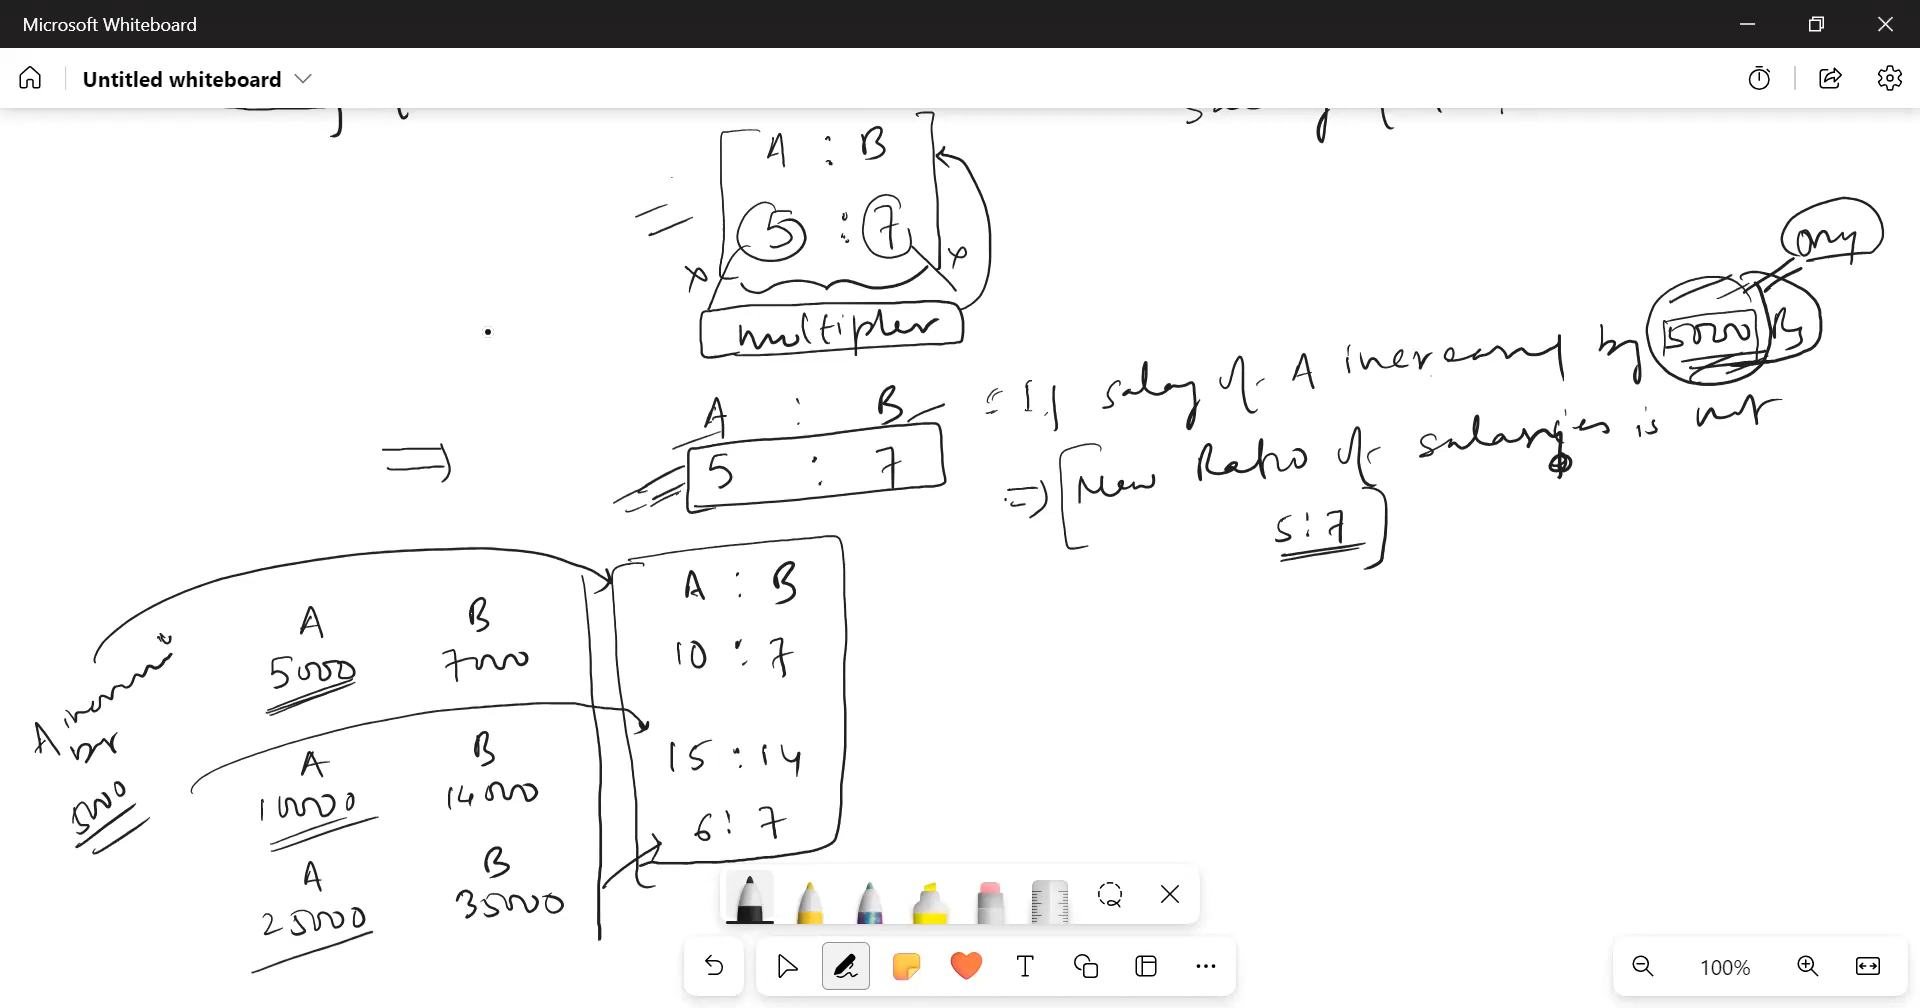 Microsoft Whiteboard
Untitled whiteboard
A : B
5 : 7
x x
multiplier
any
A : B
5 : 7
If salary of A increased by 5000 Rs
=> New Ratio of salaries is not
5:7
A : B
10 : 7
15 : 14
6 : 7
A B
5000 7000
A
by
5000
A B
10000 14000
A B
25000 35000
T
100%